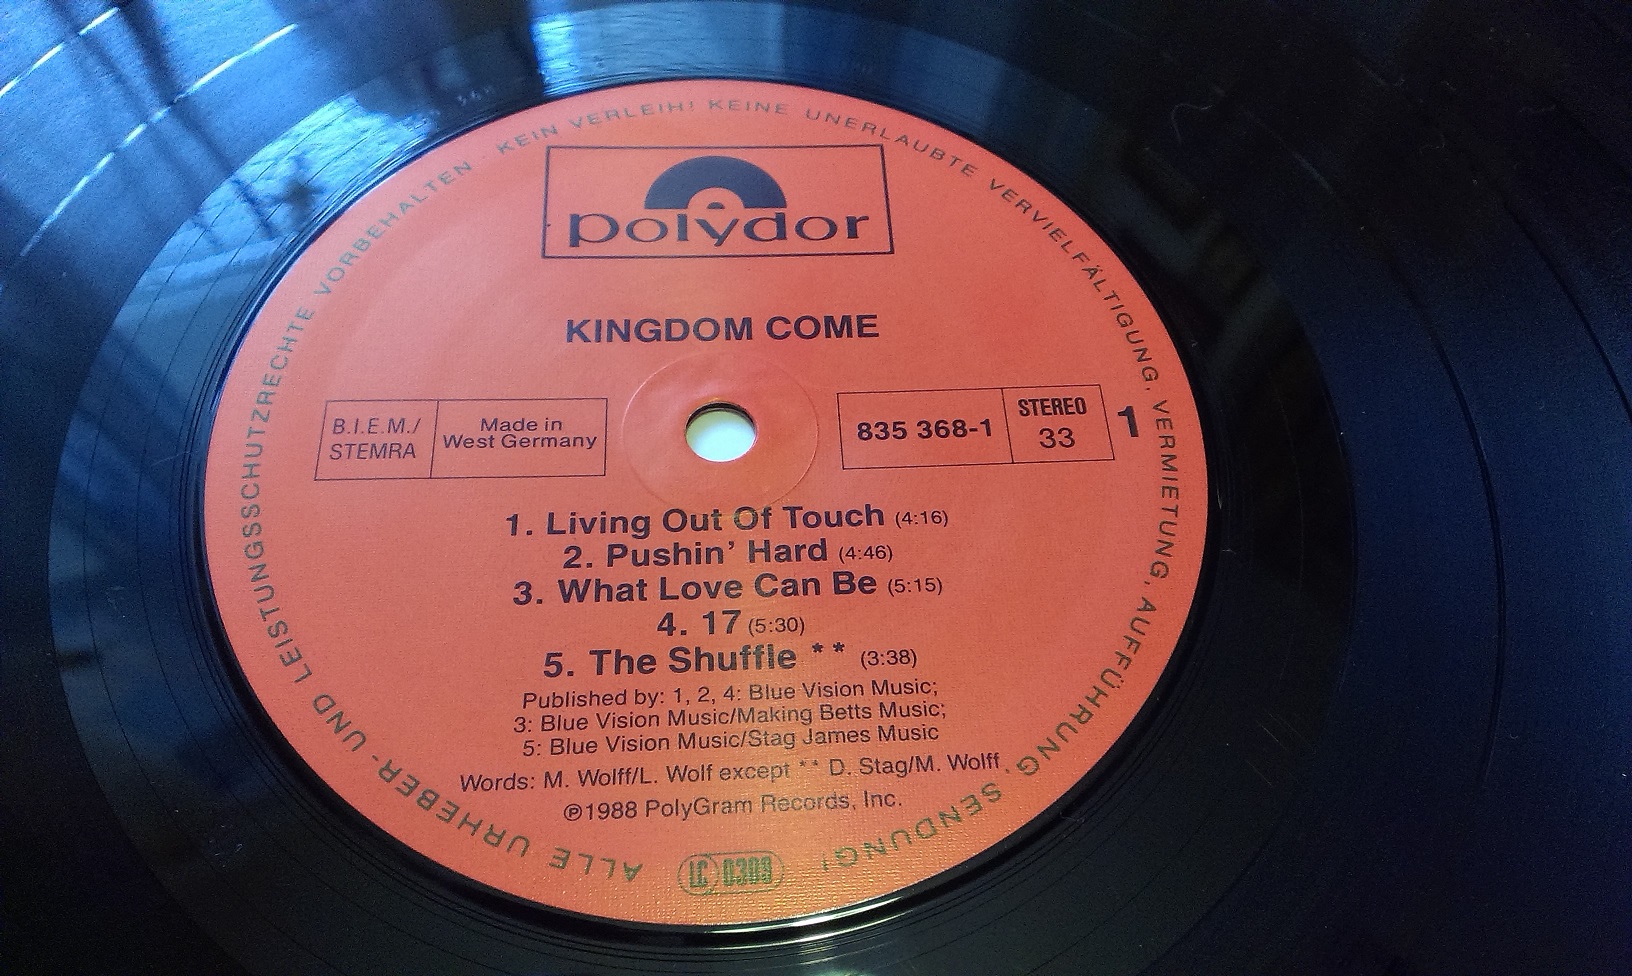 ALLE URHEBER- UND LEISTUNGSSCHUTZRECHTE VORBEHALTEN. KEIN VERLEIH! KEINE UNERLAUBTE VERVIELFÄLTIGUNG, VERMIETUNG, AUFFÜHRUNG, SENDUNG!
polydor
KINGDOM COME
B.I.E.M./
STEMRA
Made in
West Germany
835 368-1
STEREO
33
1
1. Living Out Of Touch (4:16)
2. Pushin' Hard (4:46)
3. What Love Can Be (5:15)
4. 17 (5:30)
5. The Shuffle ** (3:38)
Published by: 1, 2, 4: Blue Vision Music;
3: Blue Vision Music/Making Betts Music;
5: Blue Vision Music/Stag James Music
Words: M. Wolff/L. Wolf except ** D. Stag/M. Wolff
℗1988 PolyGram Records, Inc.
LC 0309